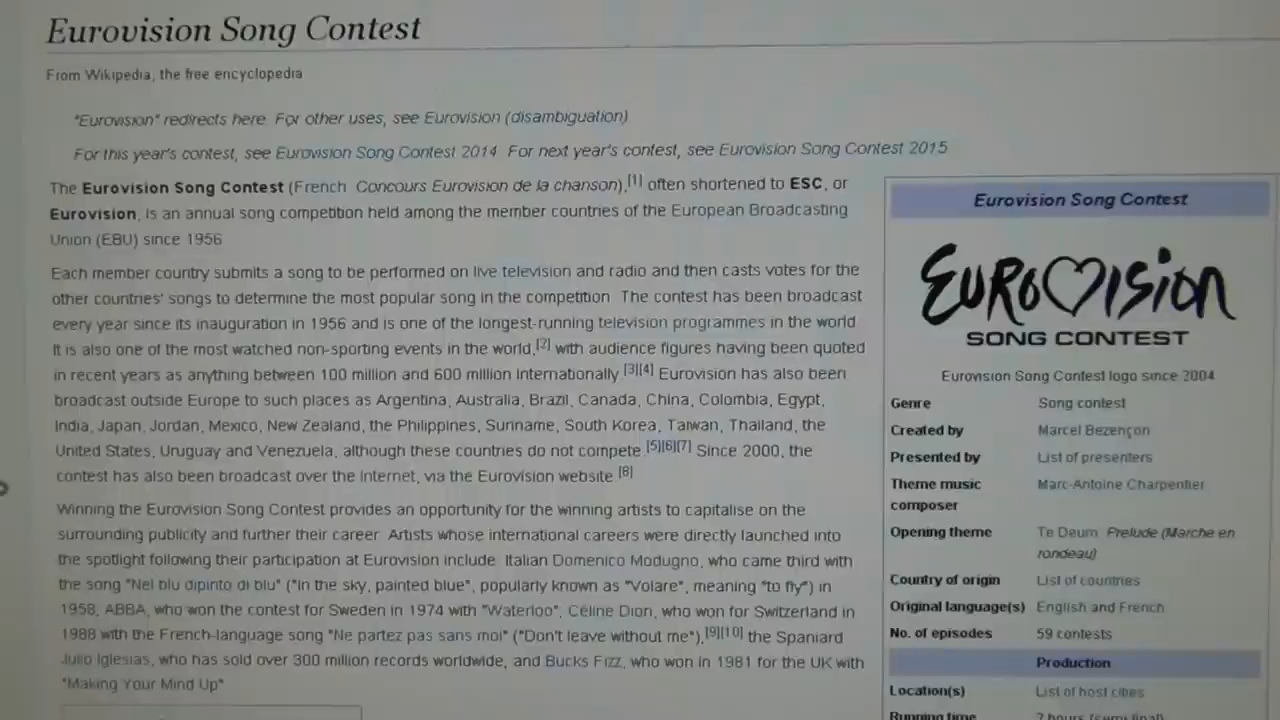 Eurovision Song Contest
From Wikipedia, the free encyclopedia
"Eurovision" redirects here. For other uses, see Eurovision (disambiguation).
For this year's contest, see Eurovision Song Contest 2014. For next year's contest, see Eurovision Song Contest 2015
The Eurovision Song Contest (French: Concours Eurovision de la chanson),[1] often shortened to ESC, or
Eurovision, is an annual song competition held among the member countries of the European Broadcasting
Union (EBU) since 1956
Each member country submits a song to be performed on live television and radio and then casts votes for the
other countries' songs to determine the most popular song in the competition. The contest has been broadcast
every year since its inauguration in 1956 and is one of the longest-running television programmes in the world.
It is also one of the most watched non-sporting events in the world,[2] with audience figures having been quoted
in recent years as anything between 100 million and 600 million internationally.[3][4] Eurovision has also been
broadcast outside Europe to such places as Argentina, Australia, Brazil, Canada, China, Colombia, Egypt,
India, Japan, Jordan, Mexico, New Zealand, the Philippines, Suriname, South Korea, Taiwan, Thailand, the
United States, Uruguay and Venezuela, although these countries do not compete.[5][6][7] Since 2000, the
contest has also been broadcast over the Internet, via the Eurovision website.[8]
Winning the Eurovision Song Contest provides an opportunity for the winning artists to capitalise on the
surrounding publicity and further their career. Artists whose international careers were directly launched into
the spotlight following their participation at Eurovision include: Italian Domenico Modugno, who came third with
the song "Nel blu dipinto di blu" ("In the sky, painted blue", popularly known as "Volare", meaning "to fly") in
1958, ABBA, who won the contest for Sweden in 1974 with "Waterloo", Céline Dion, who won for Switzerland in
1988 with the French-language song "Ne partez pas sans moi" ("Don't leave without me"),[9][10] the Spaniard
Julio Iglesias, who has sold over 300 million records worldwide, and Bucks Fizz, who won in 1981 for the UK with
"Making Your Mind Up"
Eurovision Song Contest
EUROVISION
SONG CONTEST
Eurovision Song Contest logo since 2004
Genre Song contest
Created by Marcel Bezençon
Presented by List of presenters
Theme music Marc-Antoine Charpentier
composer
Opening theme Te Deum: Prelude (Marche en
rondeau)
Country of origin List of countries
Original language(s) English and French
No. of episodes 59 contests
Production
Location(s) List of host cities
Running time 2 hours (semi-final)